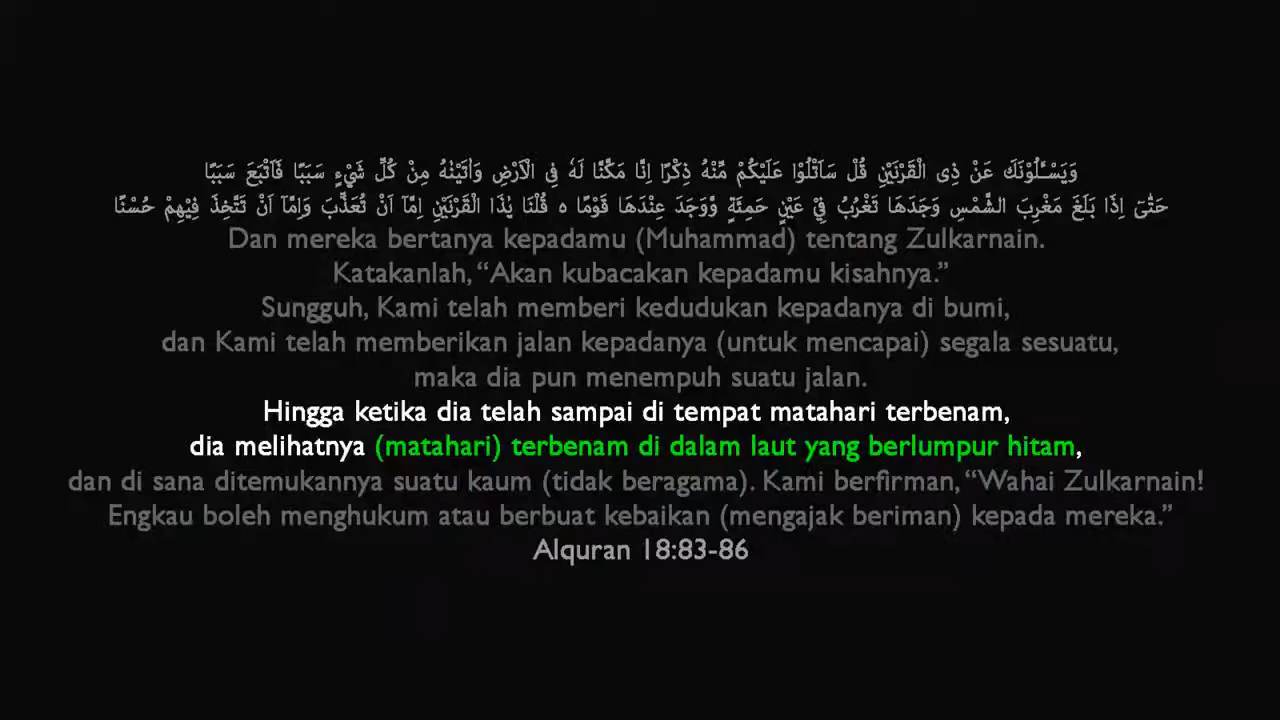 وَيَسْـَٔلُوْنَكَ عَنْ ذِى الْقَرْنَيْنِۗ قُلْ سَاَتْلُوْا عَلَيْكُمْ مِّنْهُ ذِكْرًا اِنَّا مَكَّنَّا لَهٗ فِى الْاَرْضِ وَاٰتَيْنٰهُ مِنْ كُلِّ شَيْءٍ سَبَبًا فَاَتْبَعَ سَبَبًا
حَتّٰىٓ اِذَا بَلَغَ مَغْرِبَ الشَّمْسِ وَجَدَهَا تَغْرُبُ فِيْ عَيْنٍ حَمِئَةٍ وَّوَجَدَ عِنْدَهَا قَوْمًا ەۗ قُلْنَا يٰذَا الْقَرْنَيْنِ اِمَّآ اَنْ تُعَذِّبَ وَاِمَّآ اَنْ تَتَّخِذَ فِيْهِمْ حُسْنًا
Dan mereka bertanya kepadamu (Muhammad) tentang Zulkarnain.
Katakanlah, “Akan kubacakan kepadamu kisahnya.”
Sungguh, Kami telah memberi kedudukan kepadanya di bumi,
dan Kami telah memberikan jalan kepadanya (untuk mencapai) segala sesuatu,
maka dia pun menempuh suatu jalan.
Hingga ketika dia telah sampai di tempat matahari terbenam,
dia melihatnya (matahari) terbenam di dalam laut yang berlumpur hitam,
dan di sana ditemukannya suatu kaum (tidak beragama). Kami berfirman, “Wahai Zulkarnain!
Engkau boleh menghukum atau berbuat kebaikan (mengajak beriman) kepada mereka.”
Alquran 18:83-86